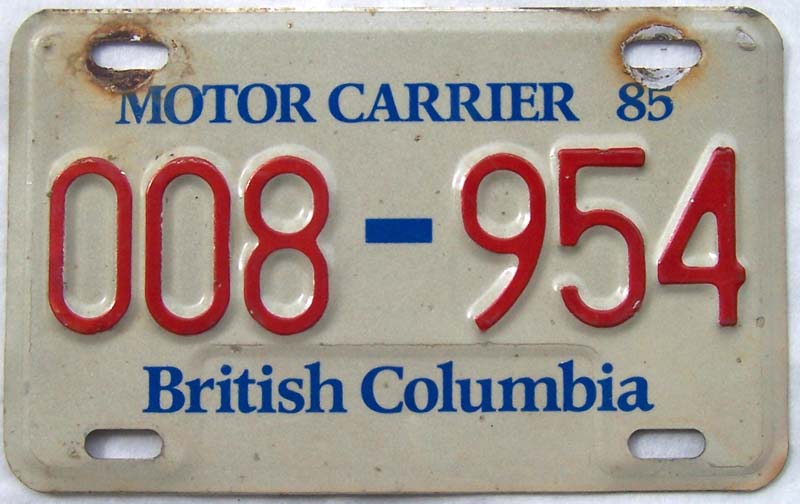 MOTOR CARRIER 85
008-954
British Columbia